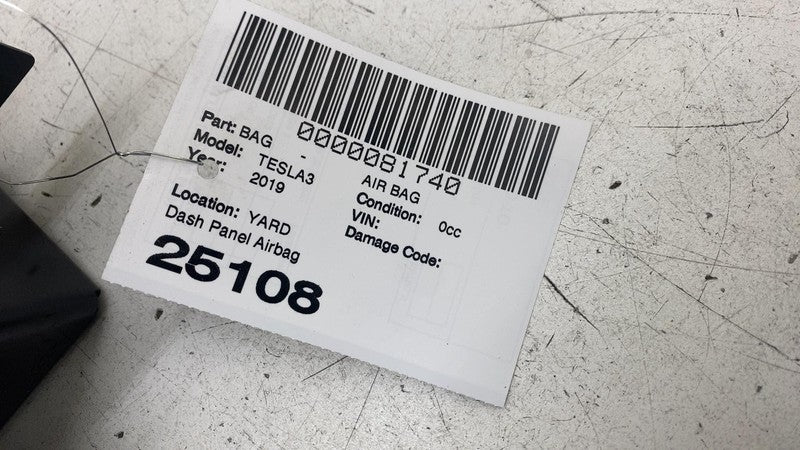 0000081740
Part: BAG - AIR BAG
Model: TESLA3 Condition: 0cc
Year: 2019 VIN:
Damage Code:
Location: YARD
Dash Panel Airbag
25108